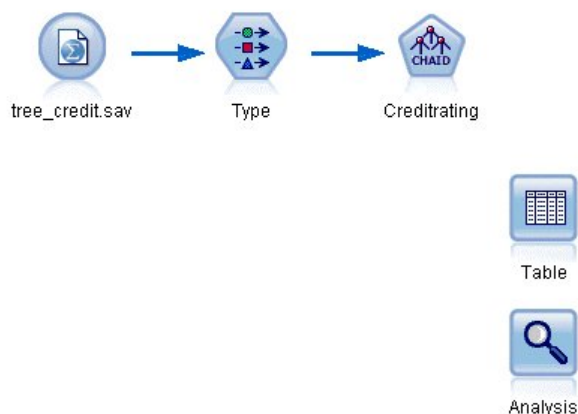 CHAID
tree_credit.sav
Type
Creditrating
Table
Analysis